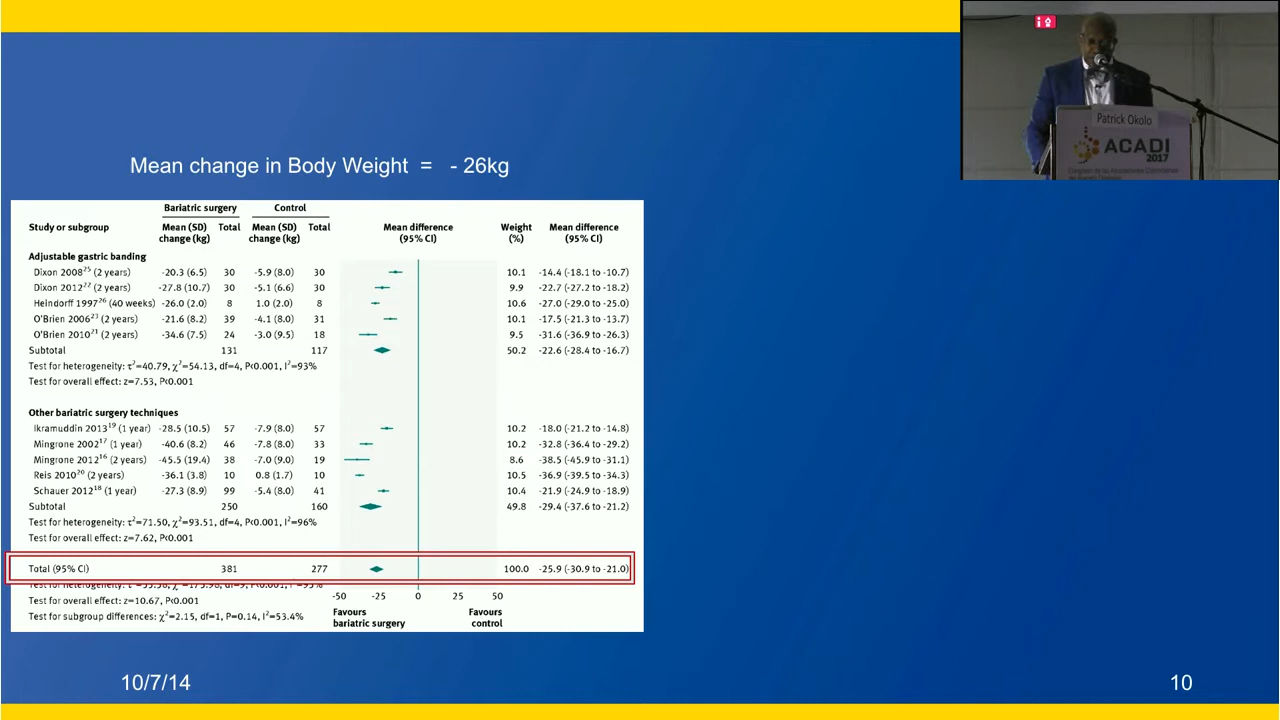 Mean change in Body Weight = - 26kg
Bariatric surgery Control
Study or subgroup Mean (SD) change (kg) Total Mean (SD) change (kg) Total Mean difference (95% CI) Weight (%) Mean difference (95% CI)
Adjustable gastric banding
Dixon 2008²⁵ (2 years) -20.3 (6.5) 30 -5.9 (8.0) 30 10.1 -14.4 (-18.1 to -10.7)
Dixon 2012²² (2 years) -27.8 (10.7) 30 -5.1 (6.6) 30 9.9 -22.7 (-27.2 to -18.2)
Heindorff 1997²⁶ (40 weeks) -26.0 (2.0) 8 1.0 (2.0) 8 10.6 -27.0 (-29.0 to -25.0)
O'Brien 2006²³ (2 years) -21.6 (8.2) 39 -4.1 (8.0) 31 10.1 -17.5 (-21.3 to -13.7)
O'Brien 2010²¹ (2 years) -34.6 (7.5) 24 -3.0 (9.5) 18 9.5 -31.6 (-36.9 to -26.3)
Subtotal 131 117 50.2 -22.6 (-28.4 to -16.7)
Test for heterogeneity: τ²=40.79, χ²=54.13, df=4, P<0.001, I²=93%
Test for overall effect: z=7.53, P<0.001
Other bariatric surgery techniques
Ikramuddin 2013¹⁹ (1 year) -28.5 (10.5) 57 -7.9 (8.0) 57 10.2 -18.0 (-21.2 to -14.8)
Mingrone 2002¹⁷ (1 year) -40.6 (8.2) 46 -7.8 (8.0) 33 10.2 -32.8 (-36.4 to -29.2)
Mingrone 2012¹⁶ (2 years) -45.5 (19.4) 38 -7.0 (9.0) 19 8.6 -38.5 (-45.9 to -31.1)
Reis 2010²⁰ (2 years) -36.1 (3.8) 10 0.8 (1.7) 10 10.5 -36.9 (-39.5 to -34.3)
Schauer 2012¹⁸ (1 year) -27.3 (8.9) 99 -5.4 (8.0) 41 10.4 -21.9 (-24.9 to -18.9)
Subtotal 250 160 49.8 -29.4 (-37.6 to -21.2)
Test for heterogeneity: τ²=71.50, χ²=93.51, df=4, P<0.001, I²=96%
Test for overall effect: z=7.62, P<0.001
Total (95% CI) 381 277 100.0 -25.9 (-30.9 to -21.0)
Test for overall effect: z=10.67, P<0.001
Test for subgroup differences: χ²=2.15, df=1, P=0.14, I²=53.4%
-50 -25 0 25 50
Favours bariatric surgery Favours control
10/7/14
10
Patrick Okolo
ACADI
2017